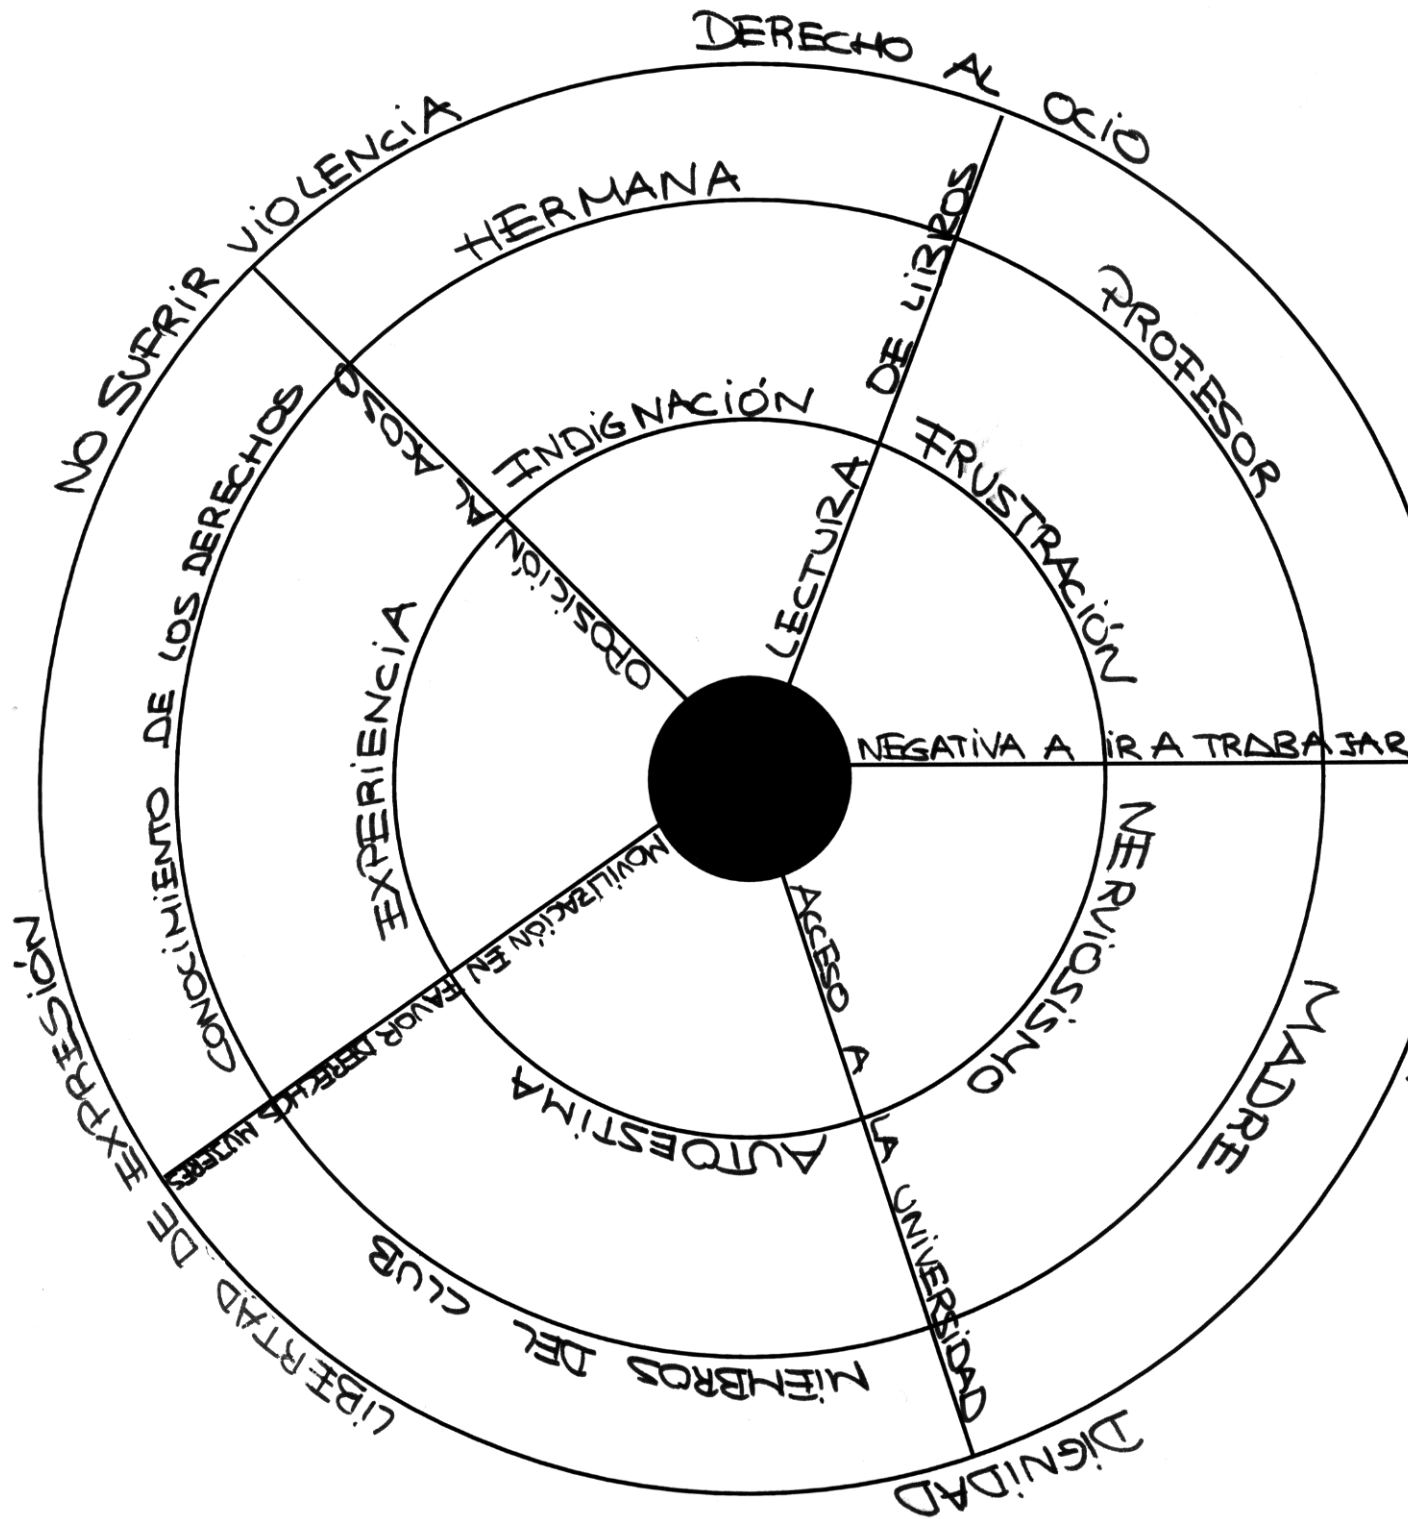 DERECHO AL OCIO
NO SUFRIR VIOLENCIA
HERMANA
PROFESOR
CONOCIMIENTO DE LOS DERECHOS
INDIGNACIÓN
FRUSTRACIÓN
EXPERIENCIA
OPOSICIÓN AL ACOSO
LECTURA DE LIBROS
NEGATIVA A IR A TRABAJAR
NERVIOSISMO
MADRE
ACCESO A LA UNIVERSIDAD
MOVILIZACIÓN EN FAVOR DERECHOS MUJERES
AUTOESTIMA
MIEMBROS DEL CLUB
LIBERTAD DE EXPRESIÓN
DIGNIDAD